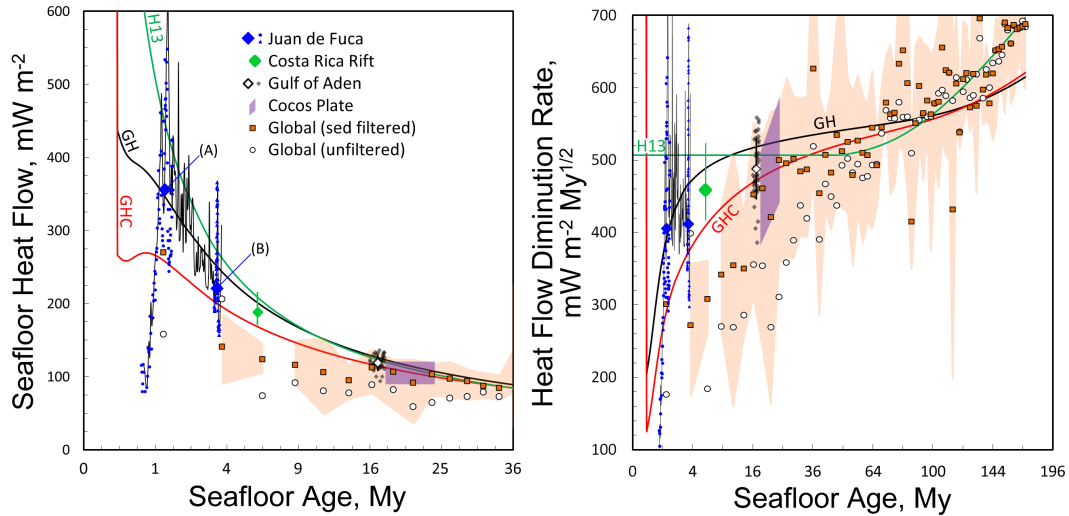 600
500
400
300
200
100
0
Seafloor Heat Flow, mW m-2
H13
GH
GHC
(A)
(B)
Juan de Fuca
Costa Rica Rift
Gulf of Aden
Cocos Plate
Global (sed filtered)
Global (unfiltered)
0 1 4 9 16 25 36
Seafloor Age, My
700
600
500
400
300
200
100
Heat Flow Diminution Rate,
mW m-2 My1/2
H13
GH
GHC
0 4 16 36 64 100 144 196
Seafloor Age, My